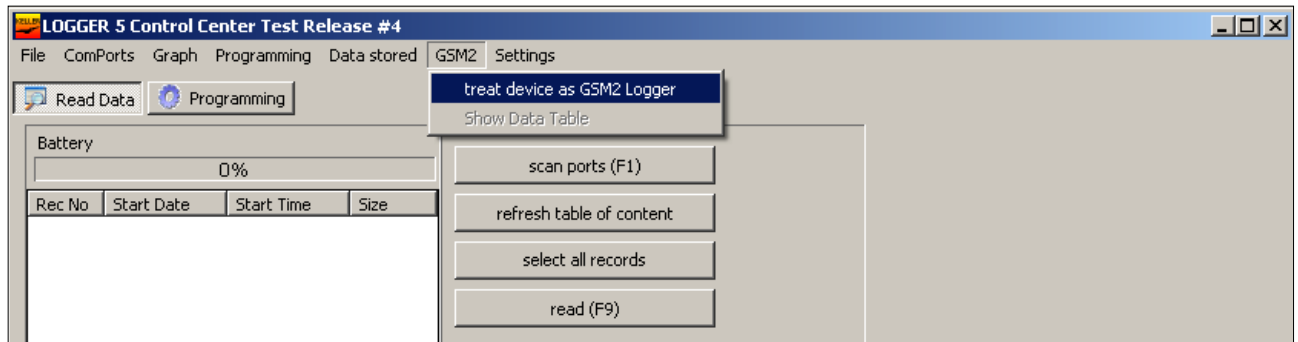 KELLER
LOGGER 5 Control Center Test Release #4
File ComPorts Graph Programming Data stored GSM2 Settings
treat device as GSM2 Logger
Show Data Table
Read Data Programming
Battery
0%
Rec No Start Date Start Time Size
scan ports (F1)
refresh table of content
select all records
read (F9)